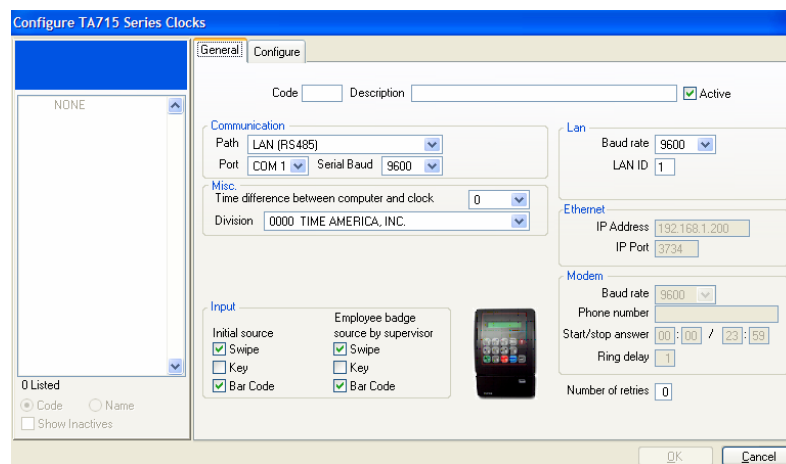 Configure TA715 Series Clocks
General Configure
Code Description Active
NONE
Communication
Path LAN (RS485)
Port COM 1 Serial Baud 9600
Lan
Baud rate 9600
LAN ID 1
Misc.
Time difference between computer and clock 0
Division 0000 TIME AMERICA, INC.
Ethernet
IP Address 192.168.1.200
IP Port 3734
Modem
Baud rate 9600
Phone number
Start/stop answer 00 : 00 / 23 : 59
Ring delay 1
Input
Initial source
Swipe
Key
Bar Code
Employee badge
source by supervisor
Swipe
Key
Bar Code
Number of retries 0
0 Listed
Code Name
Show Inactives
OK Cancel